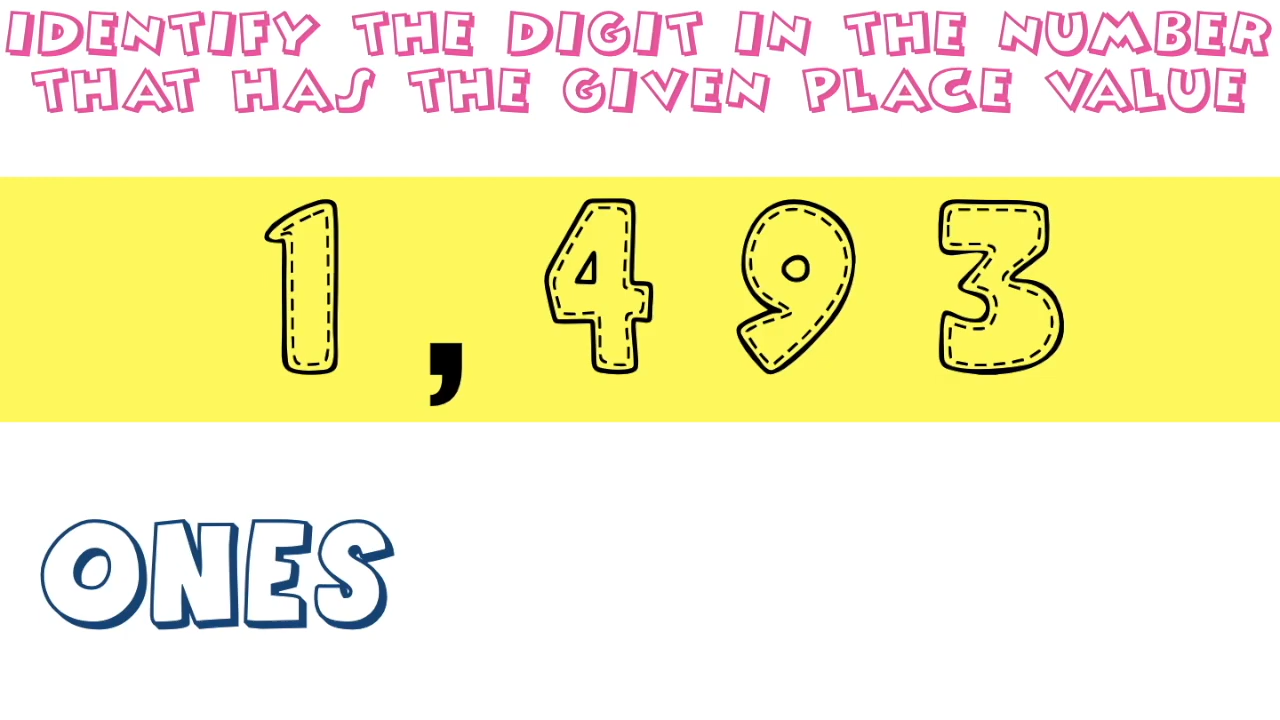 IDENTIFY THE DIGIT IN THE NUMBER
THAT HAS THE GIVEN PLACE VALUE
1,493
ONES